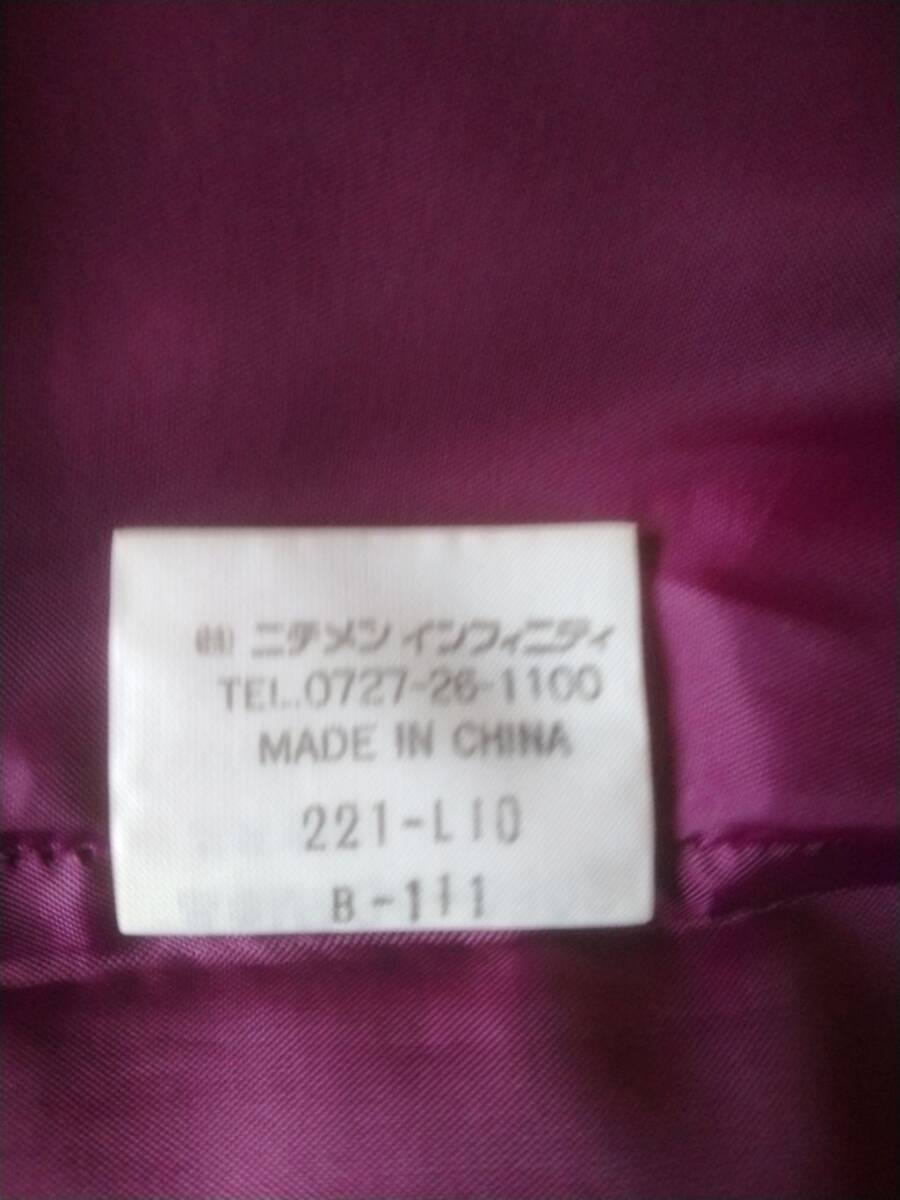 ㈱ ニチメン インフィニティ
TEL.0727-26-1100
MADE IN CHINA
221-L10
B-111